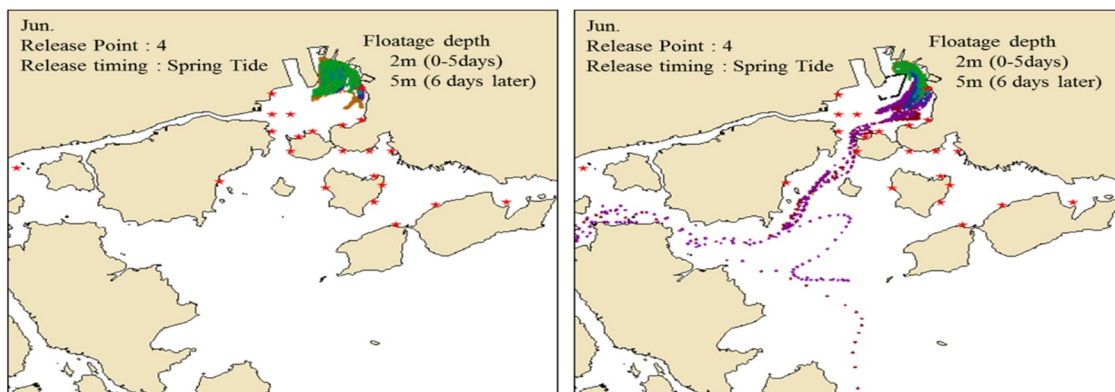 Jun.
Release Point : 4
Release timing : Spring Tide
Floatage depth
2m (0-5days)
5m (6 days later)
Jun.
Release Point : 4
Release timing : Spring Tide
Floatage depth
2m (0-5days)
5m (6 days later)